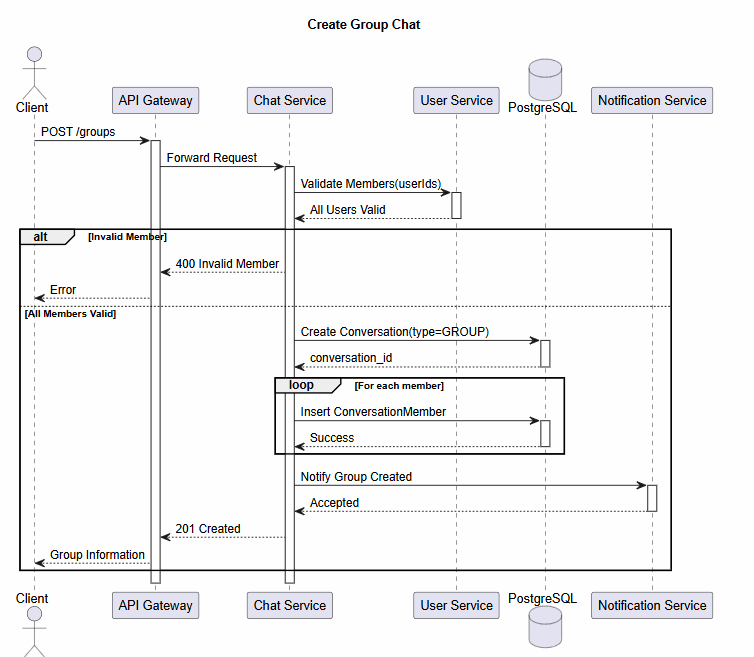 Create Group Chat
Client
API Gateway
Chat Service
User Service
PostgreSQL
Notification Service
POST /groups
Forward Request
Validate Members(userIds)
All Users Valid
alt
[Invalid Member]
400 Invalid Member
Error
[All Members Valid]
Create Conversation(type=GROUP)
conversation_id
loop
[For each member]
Insert ConversationMember
Success
Notify Group Created
Accepted
201 Created
Group Information
Client
API Gateway
Chat Service
User Service
PostgreSQL
Notification Service